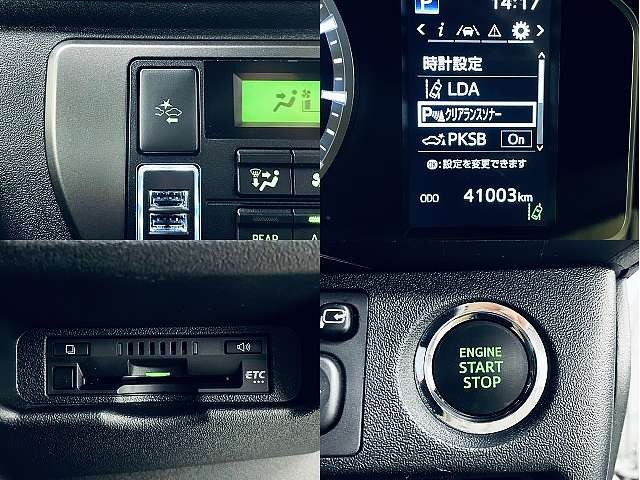 REAR
P 14:17
i
時計設定
LDA
P クリアランスソナー
PKSB On
OK:設定を変更できます
ODO 41003km
ETC
ENGINE
START
STOP